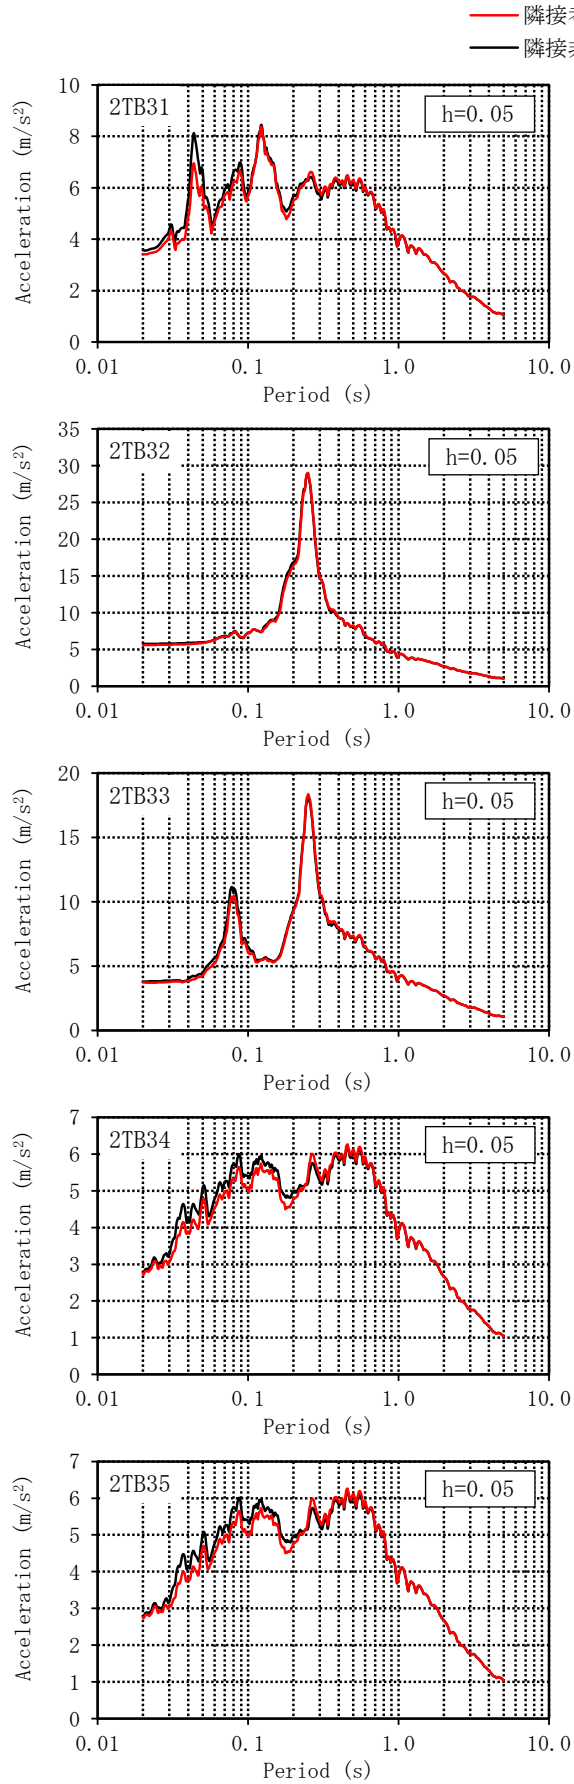 隣接
隣接
2TB31
h=0.05
Acceleration (m/s²)
10
8
6
4
2
0
0.01 0.1 1.0 10.0
Period (s)
2TB32
h=0.05
Acceleration (m/s²)
35
30
25
20
15
10
5
0
0.01 0.1 1.0 10.0
Period (s)
2TB33
h=0.05
Acceleration (m/s²)
20
15
10
5
0
0.01 0.1 1.0 10.0
Period (s)
2TB34
h=0.05
Acceleration (m/s²)
7
6
5
4
3
2
1
0
0.01 0.1 1.0 10.0
Period (s)
2TB35
h=0.05
Acceleration (m/s²)
7
6
5
4
3
2
1
0
0.01 0.1 1.0 10.0
Period (s)